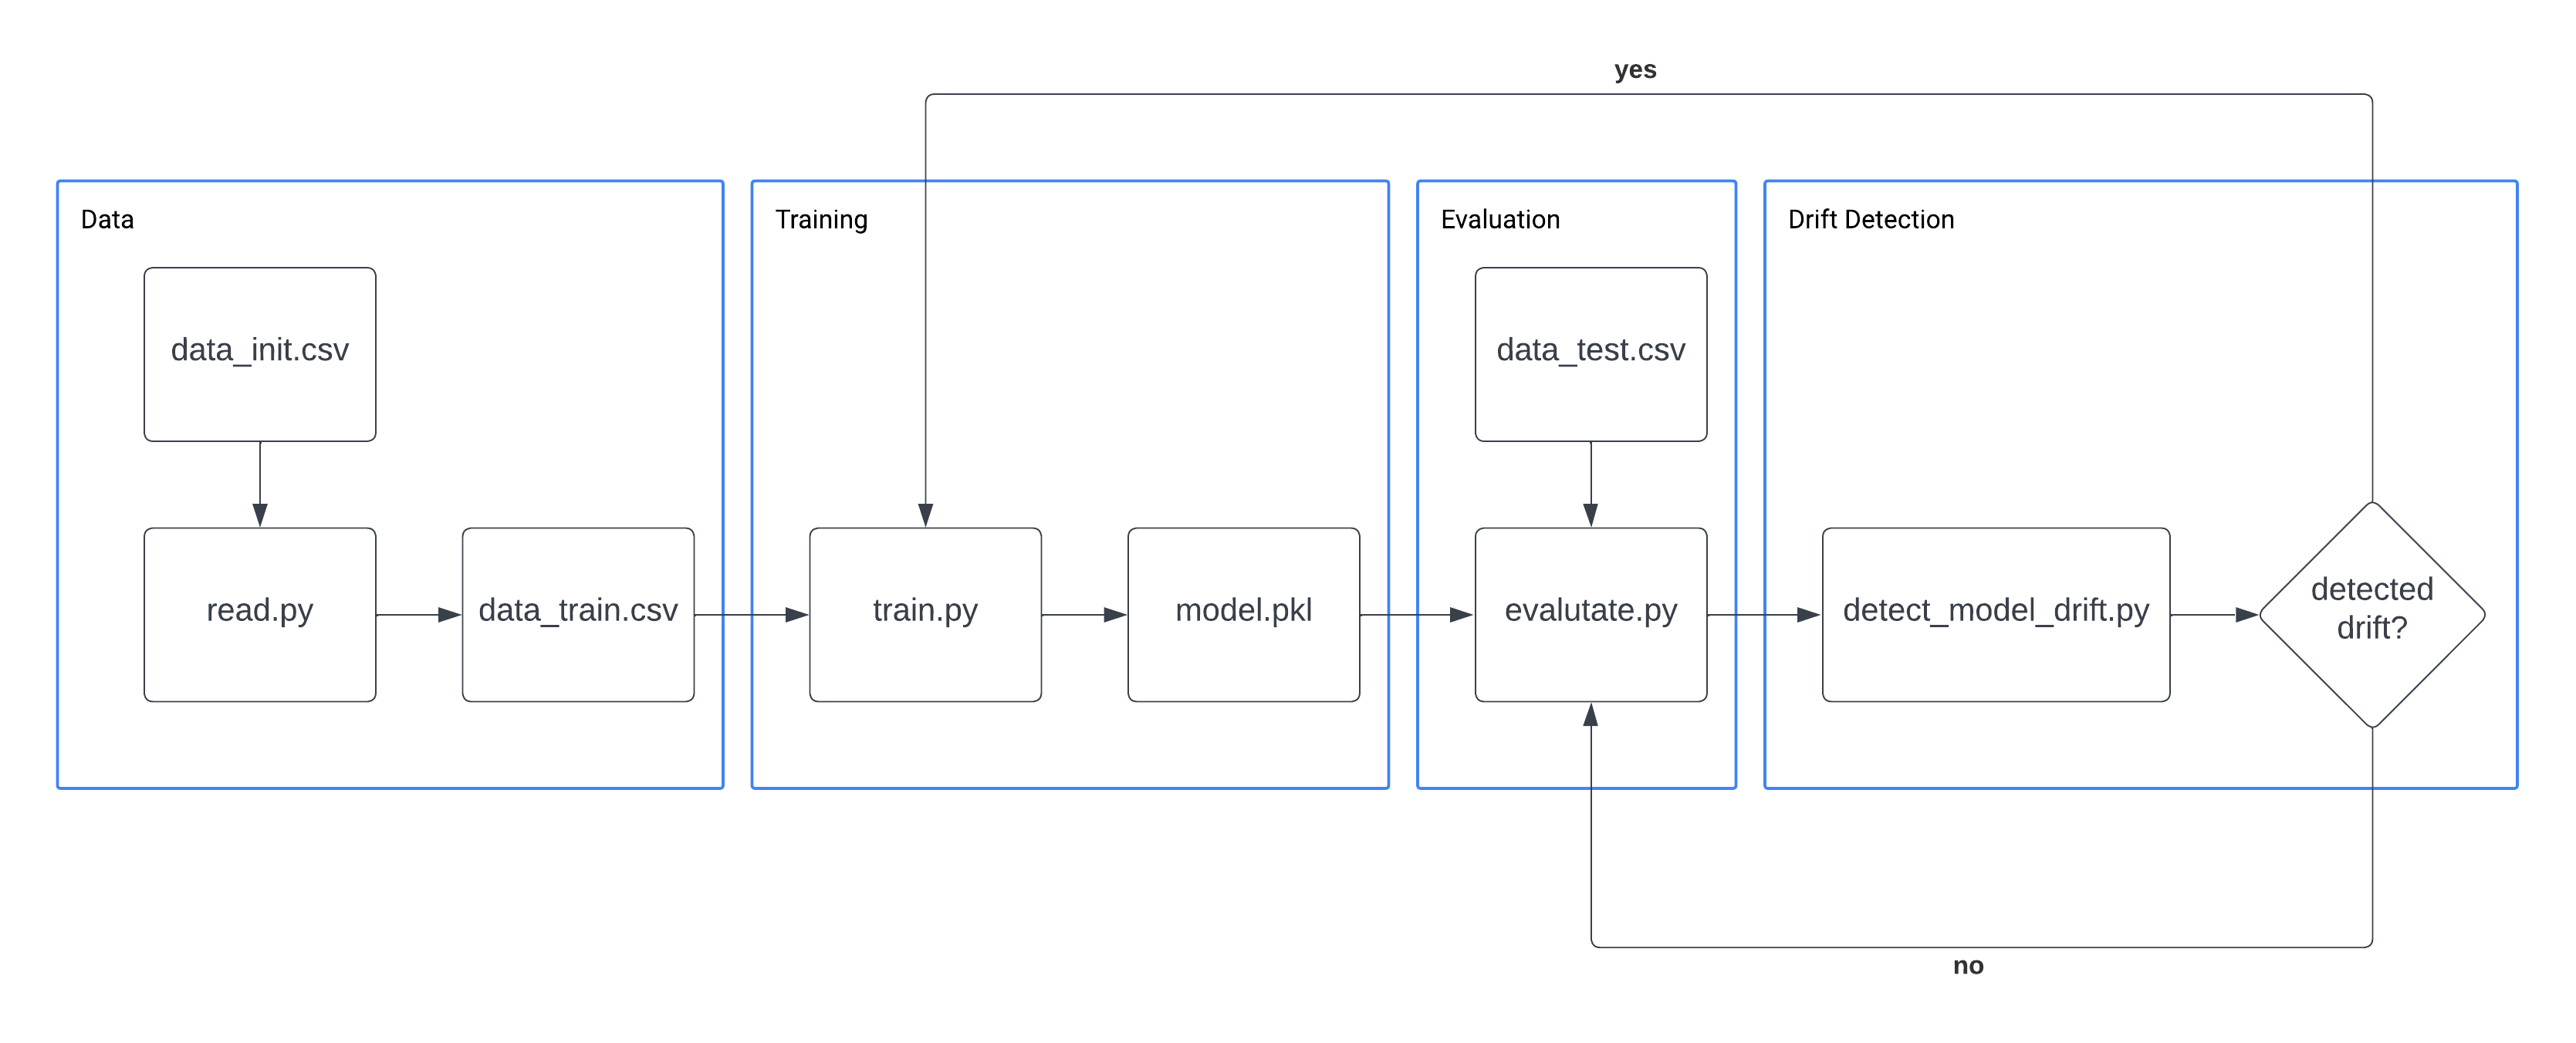 yes
Data
Training
Evaluation
Drift Detection
data_init.csv
data_test.csv
read.py
data_train.csv
train.py
model.pkl
evalutate.py
detect_model_drift.py
detected
drift?
no